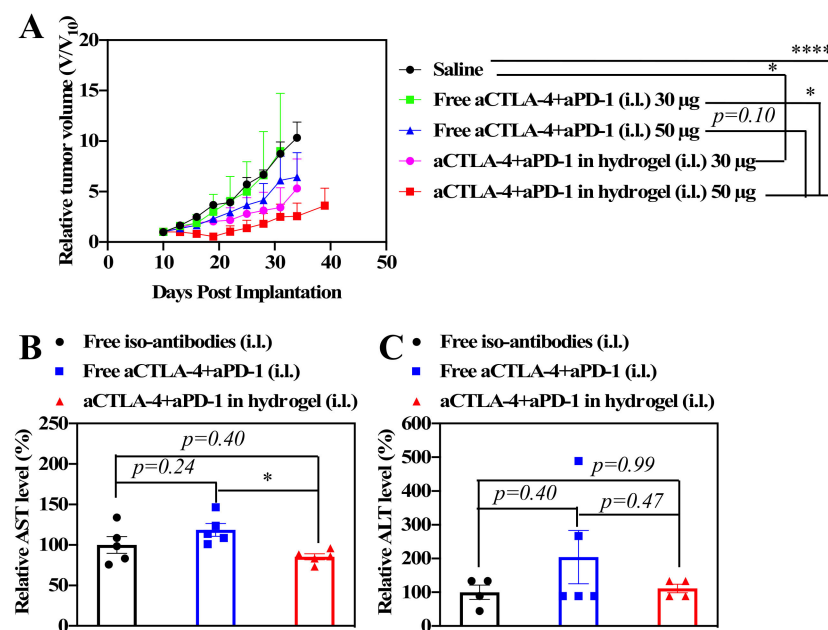 A
Relative tumor volume (V/V10)
20
15
10
5
0
0 10 20 30 40 50
Days Post Implantation
Saline
Free aCTLA-4+aPD-1 (i.l.) 30 μg
Free aCTLA-4+aPD-1 (i.l.) 50 μg
aCTLA-4+aPD-1 in hydrogel (i.l.) 30 μg
aCTLA-4+aPD-1 in hydrogel (i.l.) 50 μg
****
*
*
p=0.10
B
Free iso-antibodies (i.l.)
Free aCTLA-4+aPD-1 (i.l.)
aCTLA-4+aPD-1 in hydrogel (i.l.)
Relative AST level (%)
250
200
150
100
50
0
p=0.40
p=0.24
*
C
Free iso-antibodies (i.l.)
Free aCTLA-4+aPD-1 (i.l.)
aCTLA-4+aPD-1 in hydrogel (i.l.)
Relative ALT level (%)
600
500
400
300
200
100
0
p=0.99
p=0.40
p=0.47